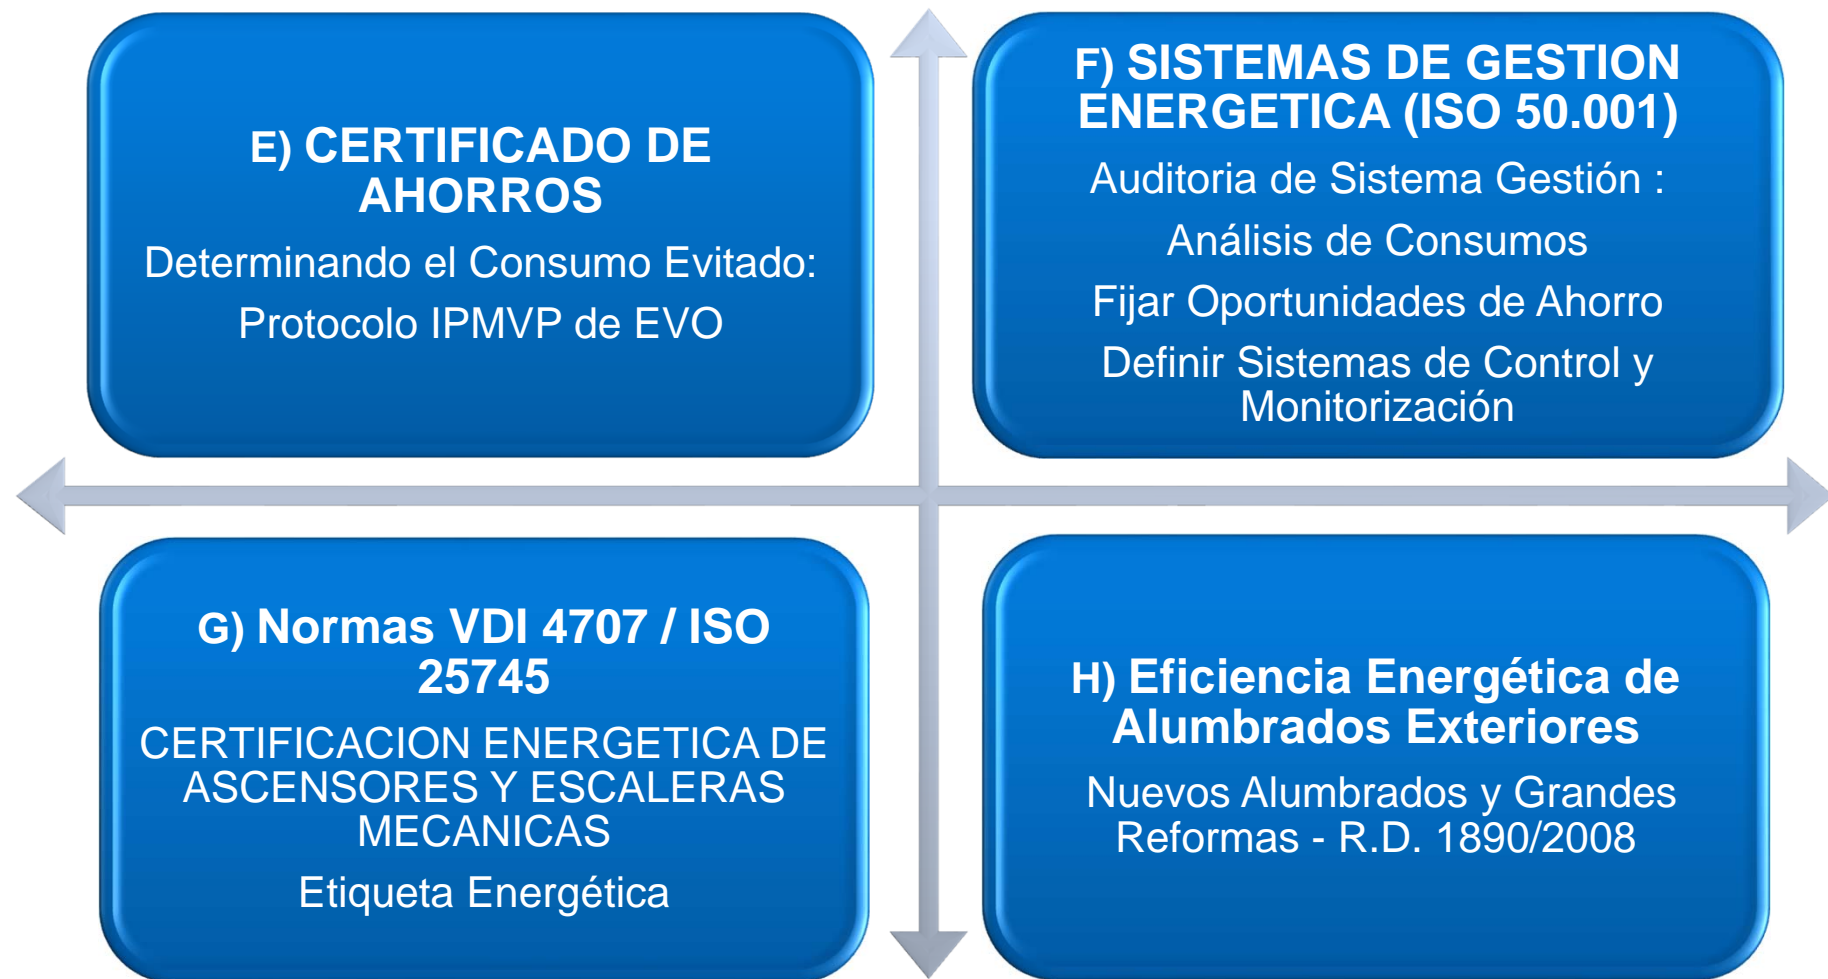 E) CERTIFICADO DE
AHORROS
Determinando el Consumo Evitado:
Protocolo IPMVP de EVO
F) SISTEMAS DE GESTION
ENERGETICA (ISO 50.001)
Auditoria de Sistema Gestión :
Análisis de Consumos
Fijar Oportunidades de Ahorro
Definir Sistemas de Control y
Monitorización
G) Normas VDI 4707 / ISO
25745
CERTIFICACION ENERGETICA DE
ASCENSORES Y ESCALERAS
MECANICAS
Etiqueta Energética
H) Eficiencia Energética de
Alumbrados Exteriores
Nuevos Alumbrados y Grandes
Reformas - R.D. 1890/2008